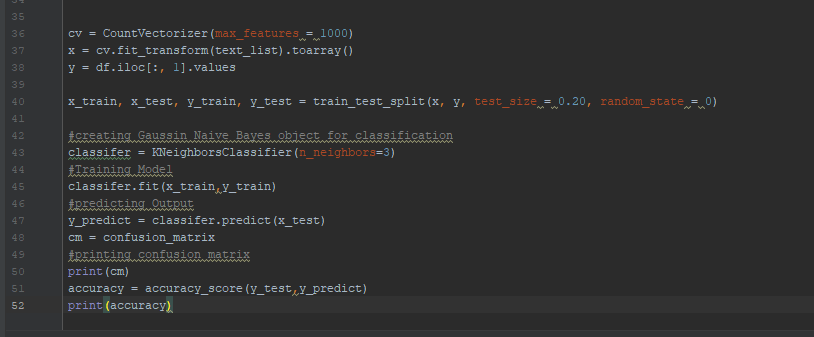 35
36 cv = CountVectorizer(max_features = 1000)
37 x = cv.fit_transform(text_list).toarray()
38 y = df.iloc[:, 1].values
39
40 x_train, x_test, y_train, y_test = train_test_split(x, y, test_size = 0.20, random_state = 0)
41
42 #creating Gaussin Naive Bayes object for classification
43 classifer = KNeighborsClassifier(n_neighbors=3)
44 #Training Model
45 classifer.fit(x_train,y_train)
46 #predicting Output
47 y_predict = classifer.predict(x_test)
48 cm = confusion_matrix
49 #printing confusion matrix
50 print(cm)
51 accuracy = accuracy_score(y_test,y_predict)
52 print(accuracy)